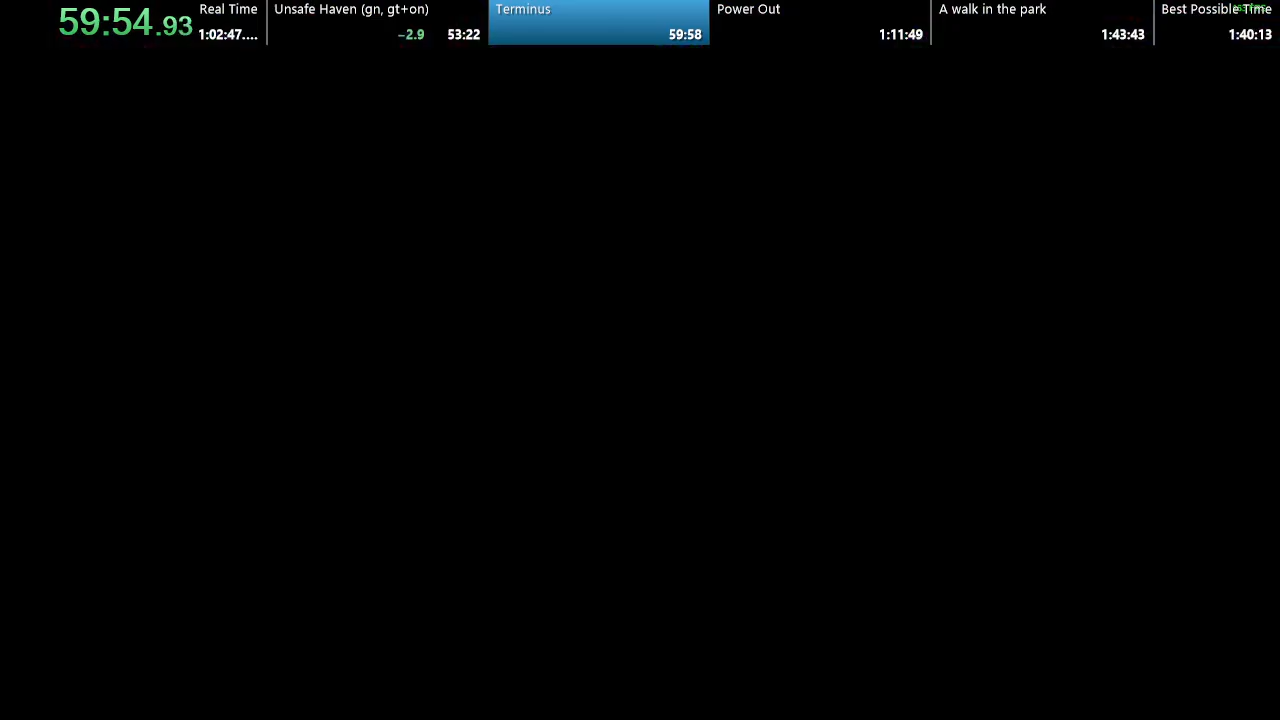 59:54.93
Real Time
1:02:47....
Unsafe Haven (gn, gt+on)
−2.9 53:22
Terminus
59:58
Power Out
1:11:49
A walk in the park
1:43:43
Best Possible Time
1:40:13